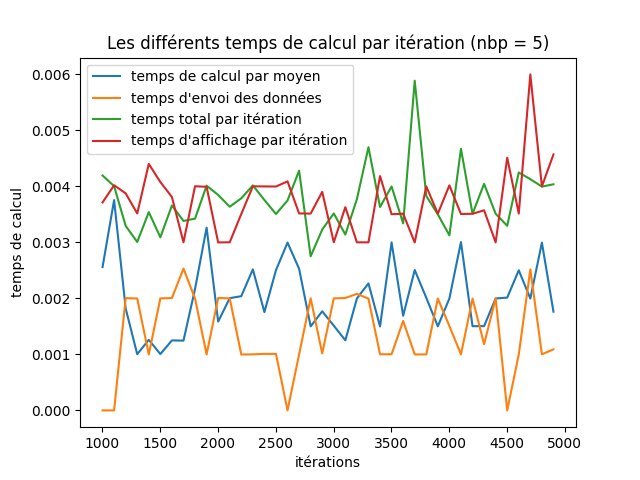 Les différents temps de calcul par itération (nbp = 5)
temps de calcul par moyen
temps d'envoi des données
temps total par itération
temps d'affichage par itération
temps de calcul
0.006
0.005
0.004
0.003
0.002
0.001
0.000
1000 1500 2000 2500 3000 3500 4000 4500 5000
itérations